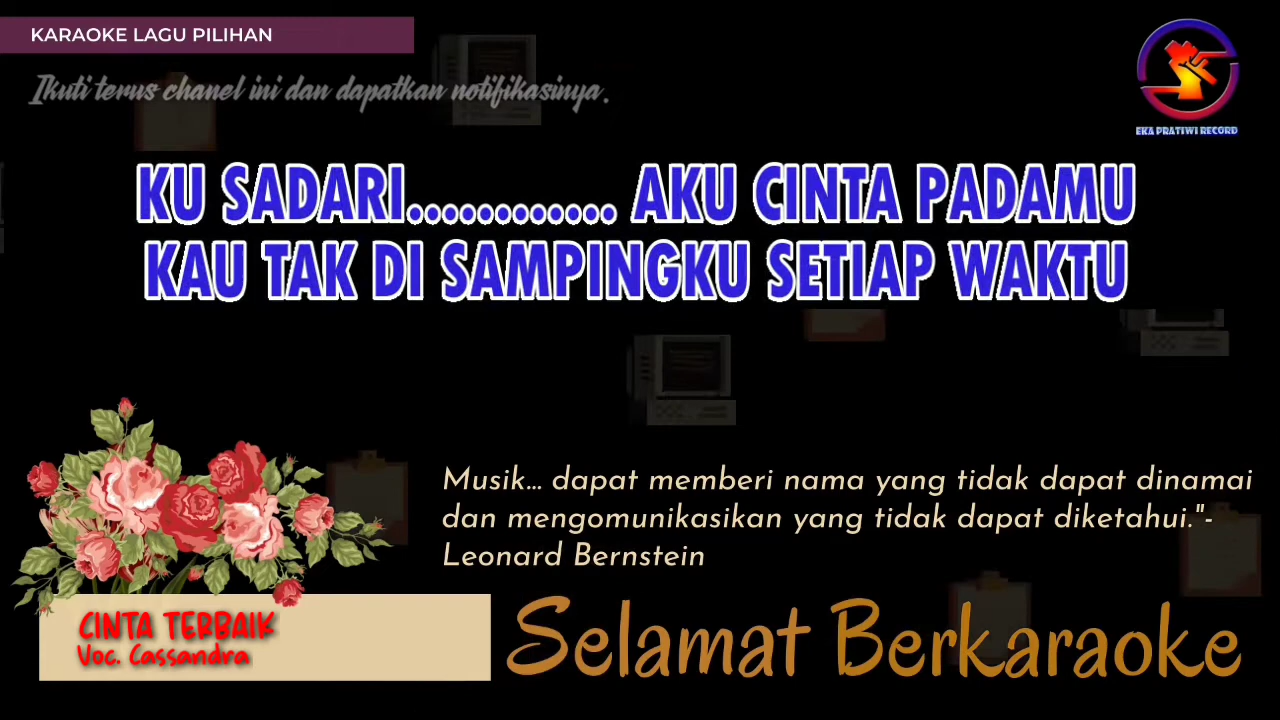 KARAOKE LAGU PILIHAN
Ikuti terus chanel ini dan dapatkan notifikasinya.
EKA PRATIWI RECORD
KU SADARI............ AKU CINTA PADAMU
KAU TAK DI SAMPINGKU SETIAP WAKTU
Musik... dapat memberi nama yang tidak dapat dinamai
dan mengomunikasikan yang tidak dapat diketahui."-
Leonard Bernstein
CINTA TERBAIK
Voc. Cassandra
Selamat Berkaraoke